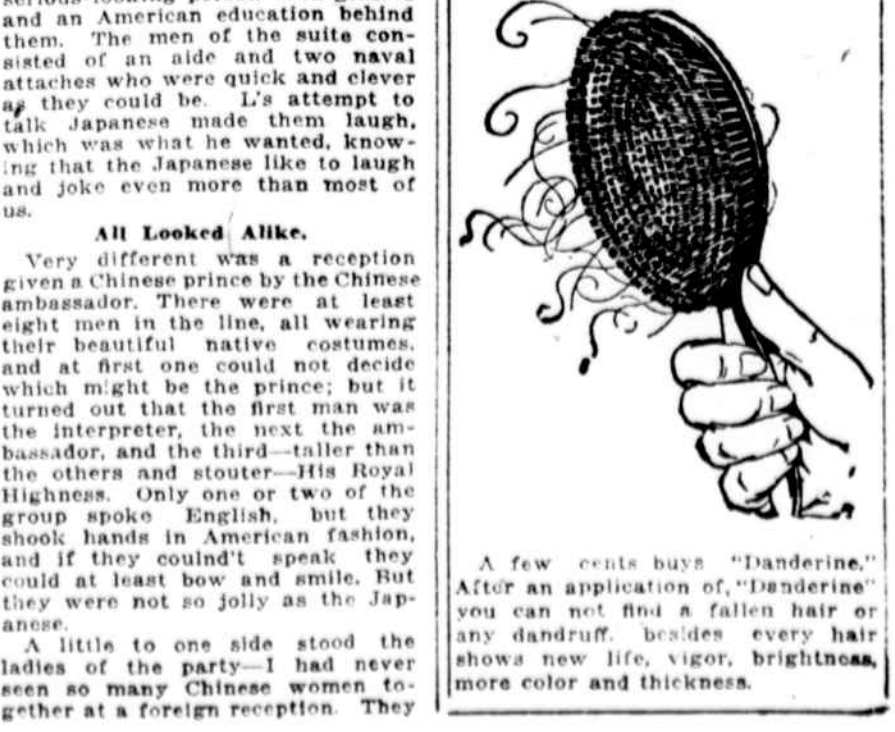 and an American education behind
them. The men of the suite con-
sisted of an aide and two naval
attaches who were quick and clever
as they could be. L's attempt to
talk Japanese made them laugh,
which was what he wanted, know-
ing that the Japanese like to laugh
and joke even more than most of
us.
All Looked Alike.
Very different was a reception
given a Chinese prince by the Chinese
ambassador. There were at least
eight men in the line, all wearing
their beautiful native costumes,
and at first one could not decide
which might be the prince; but it
turned out that the first man was
the interpreter, the next the am-
bassador, and the third—taller than
the others and stouter—His Royal
Highness. Only one or two of the
group spoke English, but they
shook hands in American fashion,
and if they coulnd't speak they
could at least bow and smile. But
they were not so jolly as the Jap-
anese.
A little to one side stood the
ladies of the party—I had never
seen so many Chinese women to-
gether at a foreign reception. They
A few cents buys "Danderine."
After an application of, "Danderine"
you can not find a fallen hair or
any dandruff, besides every hair
shows new life, vigor, brightness,
more color and thickness.